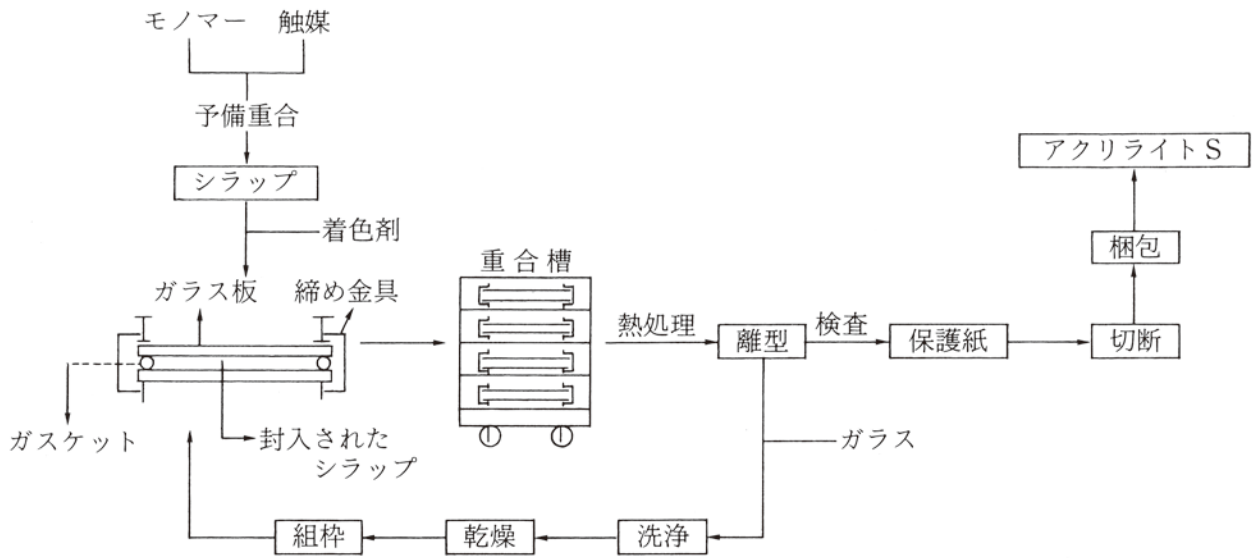 モノマー 触媒
予備重合
シラップ
着色剤
ガラス板 締め金具
ガスケット
封入された
シラップ
重合槽
熱処理
離型
検査
保護紙
切断
梱包
アクリライトS
ガラス
洗浄
乾燥
組枠